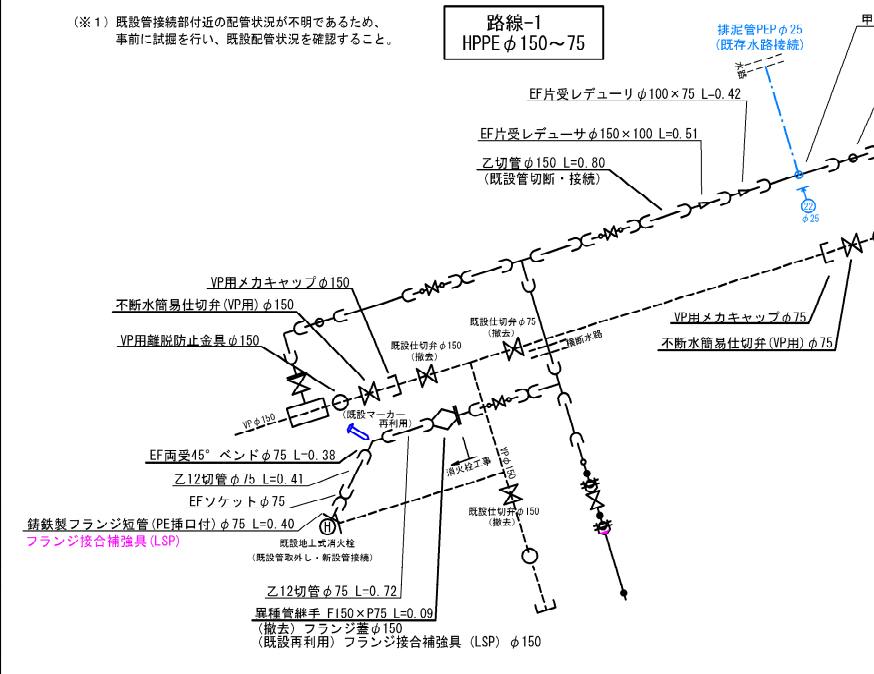 (※1) 既設管接続部付近の配管状況が不明であるため、
事前に試掘を行い、既設配管状況を確認すること。
路線-1
HPPEφ150～75
甲
排泥管PEPφ25
(既存水路接続)
水路
EF片受レデューリφ100×75 L-0.42
EF片受レデューサφ150×100 L=0.51
乙切管φ150 L=0.80
(既設管切断・接続)
22
φ25
VP用メカキャップφ150
不断水簡易仕切弁(VP用)φ150
VP用離脱防止金具φ150
既設仕切弁φ75
(撤去)
既設仕切弁φ150
(撤去)
横断水路
VP用メカキャップφ75
不断水簡易仕切弁(VP用)φ75
VPφ150
(既設マーカー
再利用)
EF両受45°ベンドφ75 L-0.38
乙12切管φ75 L=0.41
EFソケットφ75
鋳鉄製フランジ短管(PE挿口付)φ75 L=0.40
フランジ接合補強具(LSP)
H
既設地上式消火栓
(既設管取外し・新設管接続)
消火栓工事
VPφ150
既設仕切弁φ150
(撤去)
乙12切管φ75 L=0.72
異種管継手 F150×P75 L=0.09
(撤去)フランジ蓋φ150
(既設再利用)フランジ接合補強具(LSP) φ150